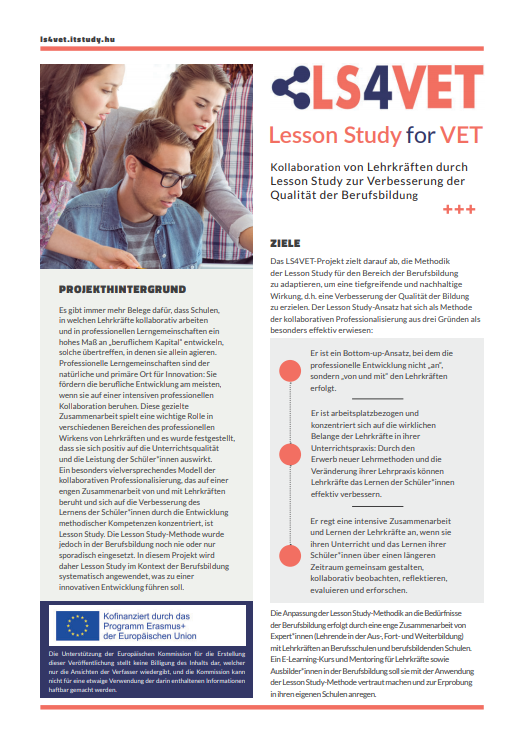 ls4vet.itstudy.hu
LS4VET
Lesson Study for VET
Kollaboration von Lehrkräften durch
Lesson Study zur Verbesserung der
Qualität der Berufsbildung
+++
PROJEKTHINTERGRUND
Es gibt immer mehr Belege dafür, dass Schulen,
in welchen Lehrkräfte kollaborativ arbeiten
und in professionellen Lerngemeinschaften ein
hohes Maß an „beruflichem Kapital" entwickeln,
solche übertreffen, in denen sie allein agieren.
Professionelle Lerngemeinschaften sind der
natürliche und primäre Ort für Innovation: Sie
fördern die berufliche Entwicklung am meisten,
wenn sie auf einer intensiven professionellen
Kollaboration beruhen. Diese gezielte
Zusammenarbeit spielt eine wichtige Rolle in
verschiedenen Bereichen des professionellen
Wirkens von Lehrkräften und es wurde festgestellt,
dass sie sich positiv auf die Unterrichtsqualität
und die Leistung der Schüler*innen auswirkt.
Ein besonders vielversprechendes Modell der
kollaborativen Professionalisierung, das auf einer
engen Zusammenarbeit von und mit Lehrkräften
beruht und sich auf die Verbesserung des
Lernens der Schüler*innen durch die Entwicklung
methodischer Kompetenzen konzentriert, ist
Lesson Study. Die Lesson Study-Methode wurde
jedoch in der Berufsbildung noch nie oder nur
sporadisch eingesetzt. In diesem Projekt wird
daher Lesson Study im Kontext der Berufsbildung
systematisch angewendet, was zu einer
innovativen Entwicklung führen soll.
Kofinanziert durch das
Programm Erasmus+
der Europäischen Union
Die Unterstützung der Europäischen Kommission für die Erstellung
dieser Veröffentlichung stellt keine Billigung des Inhalts dar, welcher
nur die Ansichten der Verfasser wiedergibt, und die Kommission kann
nicht für eine etwaige Verwendung der darin enthaltenen Informationen
haftbar gemacht werden.
ZIELE
Das LS4VET-Projekt zielt darauf ab, die Methodik
der Lesson Study für den Bereich der Berufsbildung
zu adaptieren, um eine tiefgreifende und nachhaltige
Wirkung, d.h. eine Verbesserung der Qualität der Bildung
zu erzielen. Der Lesson Study-Ansatz hat sich als Methode
der kollaborativen Professionalisierung aus drei Gründen als
besonders effektiv erwiesen:
Er ist ein Bottom-up-Ansatz, bei dem die
professionelle Entwicklung nicht „an",
sondern „von und mit" den Lehrkräften
erfolgt.
Er ist arbeitsplatzbezogen und
konzentriert sich auf die wirklichen
Belange der Lehrkräfte in ihrer
Unterrichtspraxis: Durch den
Erwerb neuer Lehrmethoden und die
Veränderung ihrer Lehrpraxis können
Lehrkräfte das Lernen der Schüler*innen
effektiv verbessern.
Er regt eine intensive Zusammenarbeit
und Lernen der Lehrkräfte an, wenn sie
ihren Unterricht und das Lernen ihrer
Schüler*innen über einen längeren
Zeitraum gemeinsam gestalten,
kollaborativ beobachten, reflektieren,
evaluieren und erforschen.
Die Anpassung der Lesson Study-Methodik an die Bedürfnisse
der Berufsbildung erfolgt durch eine enge Zusammenarbeit von
Expert*innen (Lehrende in der Aus-, Fort- und Weiterbildung)
mit Lehrkräften an Berufsschulen und berufsbildenden Schulen.
Ein E-Learning-Kurs und Mentoring für Lehrkräfte sowie
Ausbilder*innen in der Berufsbildung soll sie mit der Anwendung
der Lesson Study-Methode vertraut machen und zur Erprobung
in ihren eigenen Schulen anregen.